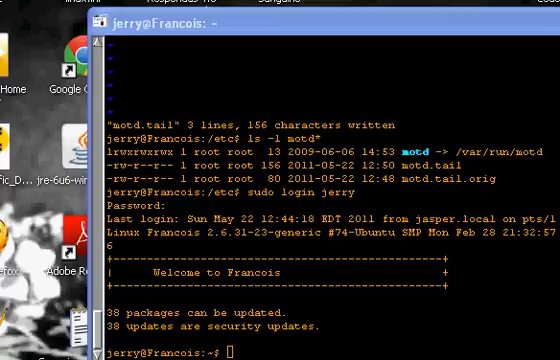 jerry@Francois: ~
"motd.tail" 3 lines, 156 characters written
jerry@Francois:/etc$ ls -l motd*
lrwxrwxrwx 1 root root 13 2009-06-06 14:53 motd -> /var/run/motd
-rw-r--r-- 1 root root 156 2011-05-22 12:50 motd.tail
-rw-r--r-- 1 root root 80 2011-05-22 12:48 motd.tail.orig
jerry@Francois:/etc$ sudo login jerry
Password:
Last login: Sun May 22 12:44:18 EDT 2011 from jasper.local on pts/1
Linux Francois 2.6.31-23-generic #74-Ubuntu SMP Mon Feb 28 21:32:57
6
Welcome to Francois
38 packages can be updated.
38 updates are security updates.
jerry@Francois:~$
Home
Google C
fic_D...
jre-6u6-windo
efox
Adobe R